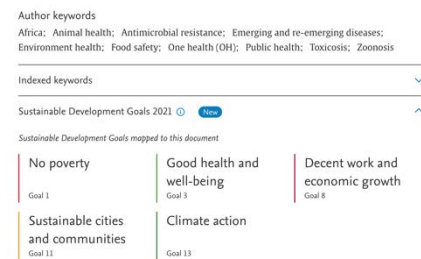 Author keywords
Africa; Animal health; Antimicrobial resistance; Emerging and re-emerging diseases;
Environment health; Food safety; One health (OH); Public health; Toxicosis; Zoonosis
Indexed keywords
Sustainable Development Goals 2021 New
Sustainable Development Goals mapped to this document
No poverty
Goal 1
Good health and
well-being
Goal 3
Decent work and
economic growth
Goal 8
Sustainable cities
and communities
Goal 11
Climate action
Goal 13